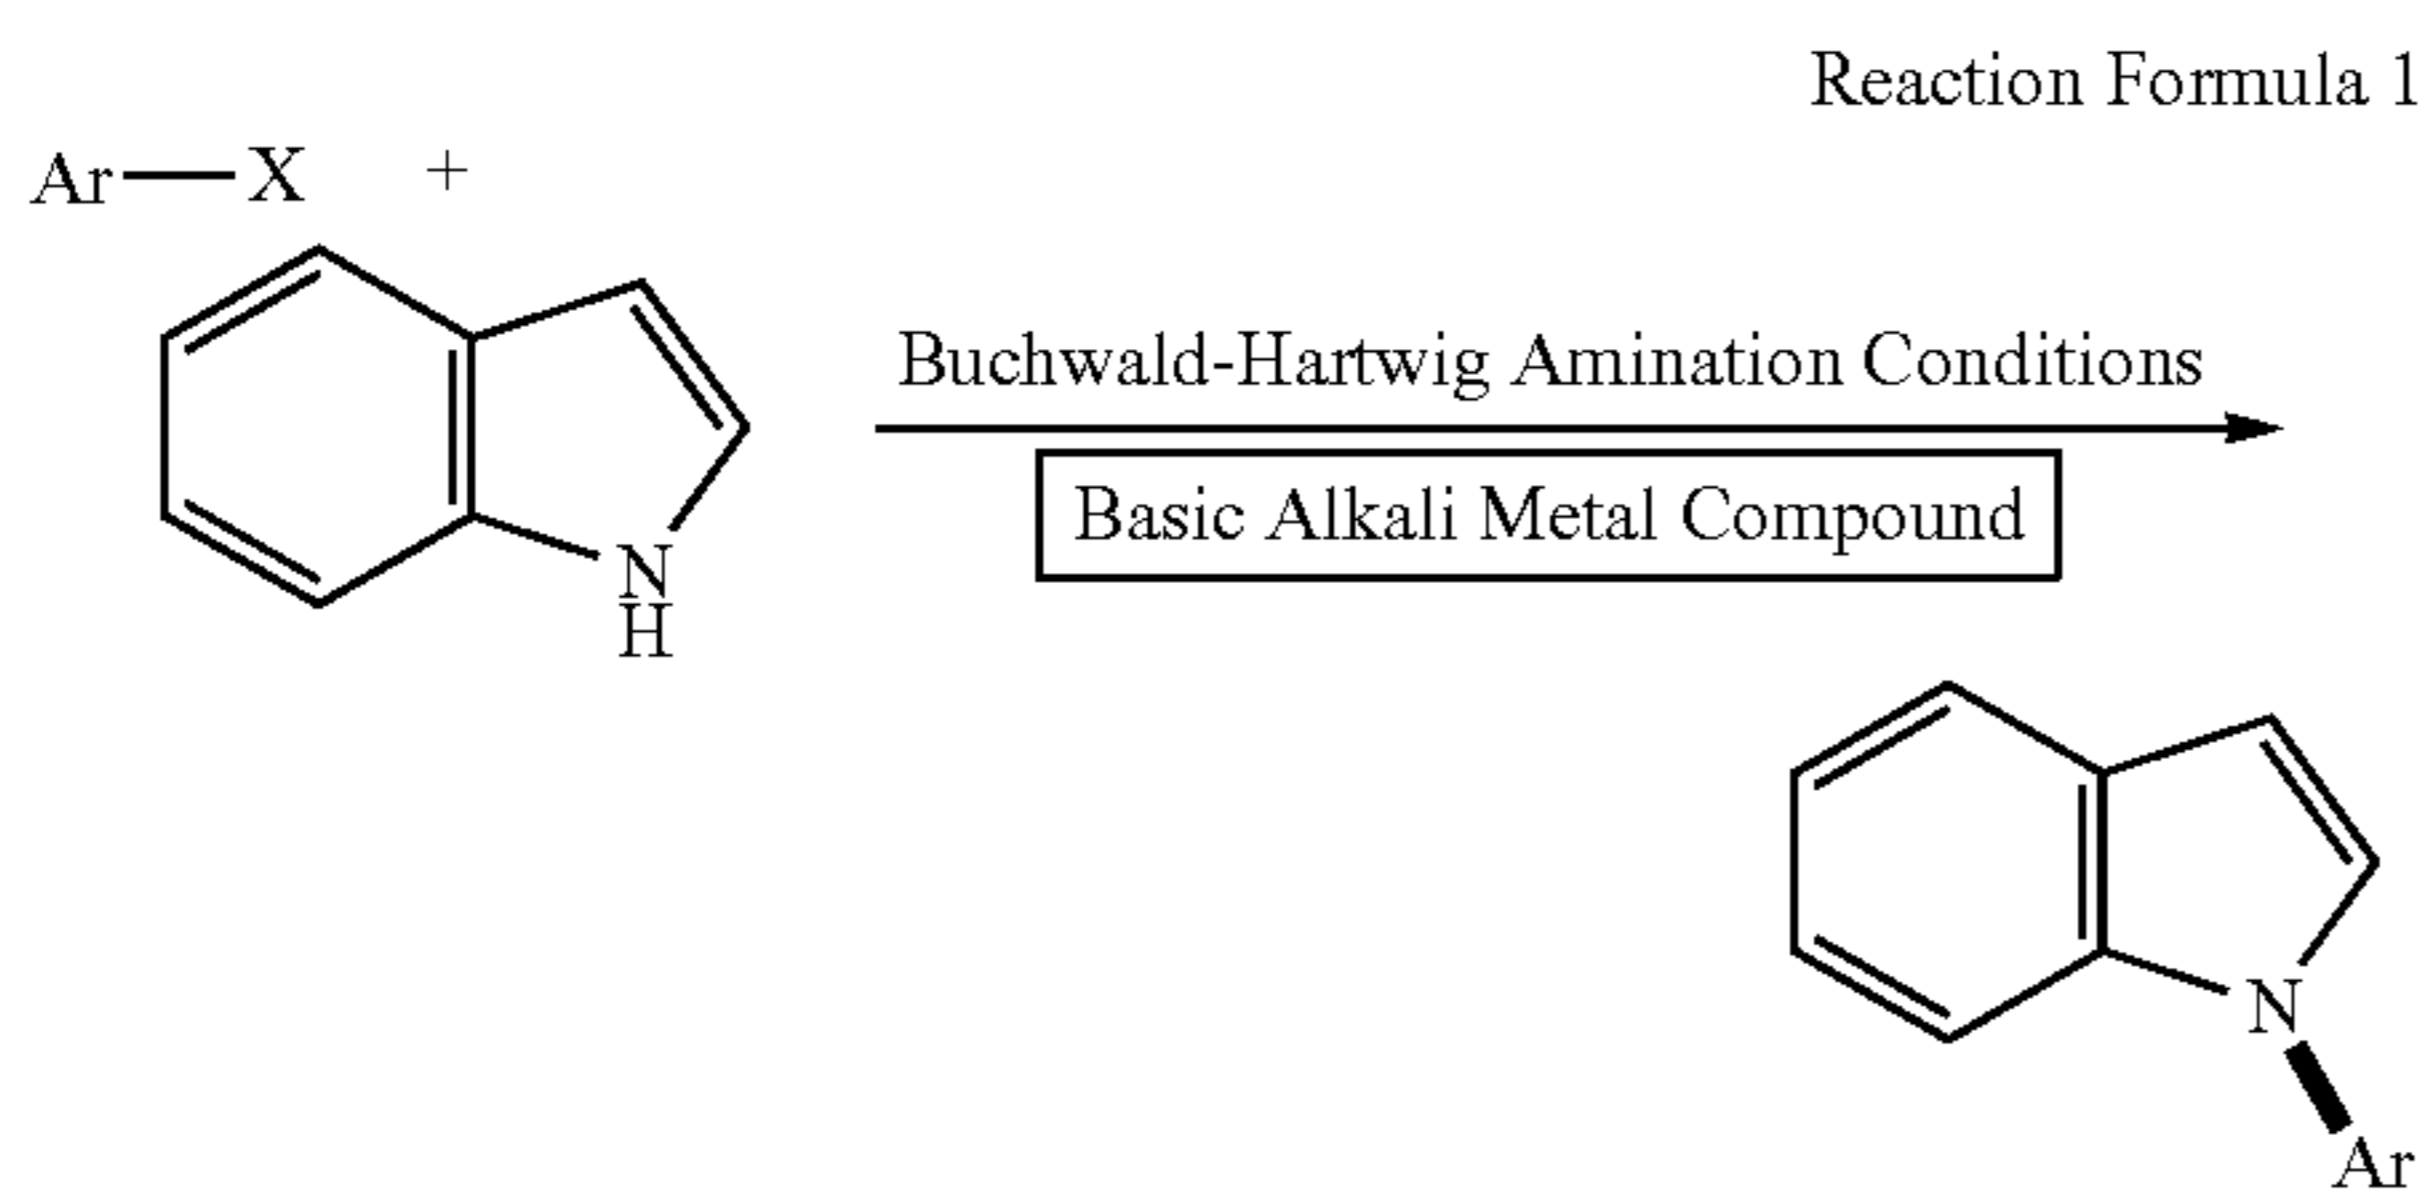 Reaction Formula 1
Ar—X +
Buchwald-Hartwig Amination Conditions
Basic Alkali Metal Compound
N
H
N
Ar